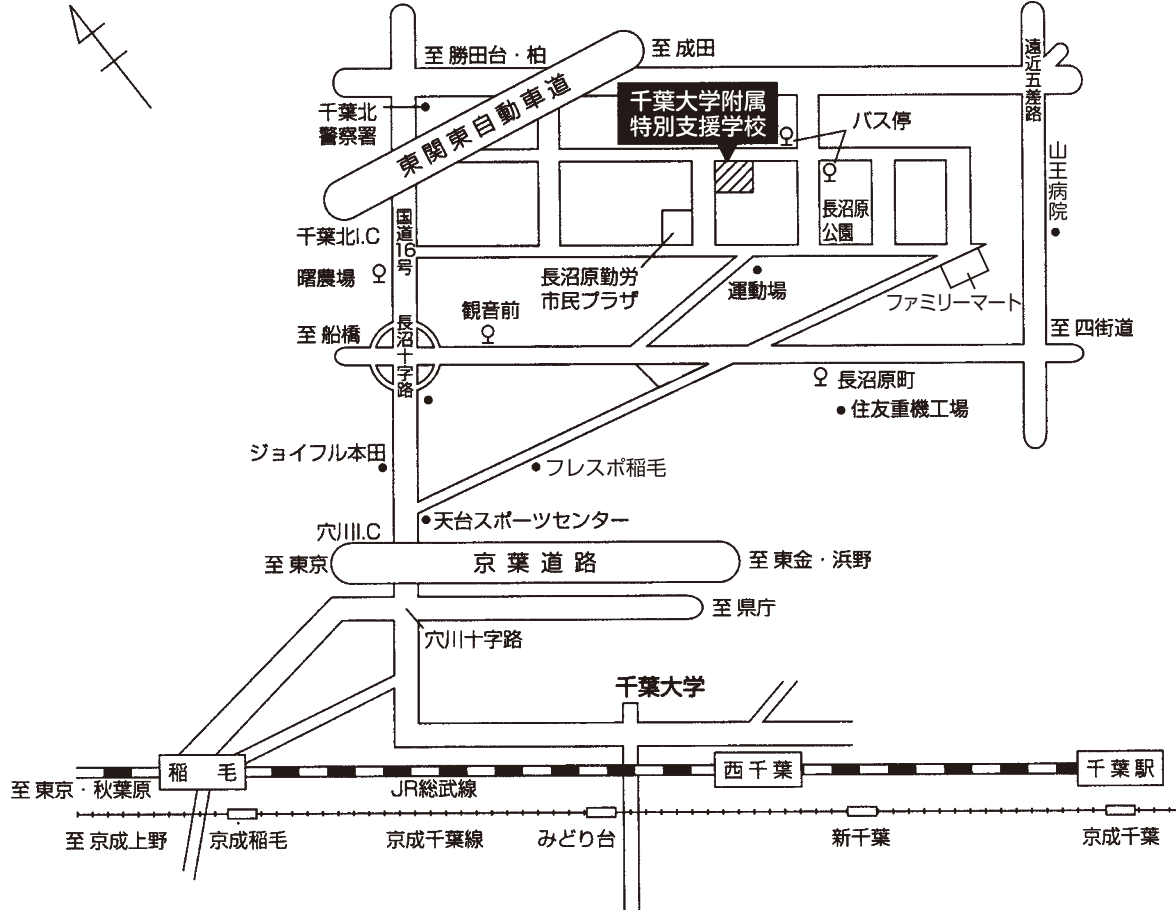 至 勝田台・柏
至 成田
遠近五差路
千葉北
警察署
東関東自動車道
千葉大学附属
特別支援学校
バス停
山王病院
長沼原
公園
国道16号
千葉北I.C
曙農場
長沼原勤労
市民プラザ
運動場
ファミリーマート
観音前
至 船橋
長沼十字路
至 四街道
長沼原町
住友重機工場
ジョイフル本田
フレスポ稲毛
天台スポーツセンター
穴川I.C
至 東京
京葉道路
至 東金・浜野
至 県庁
穴川十字路
千葉大学
稲毛
西千葉
千葉駅
至 東京・秋葉原
JR総武線
至 京成上野
京成稲毛
京成千葉線
みどり台
新千葉
京成千葉